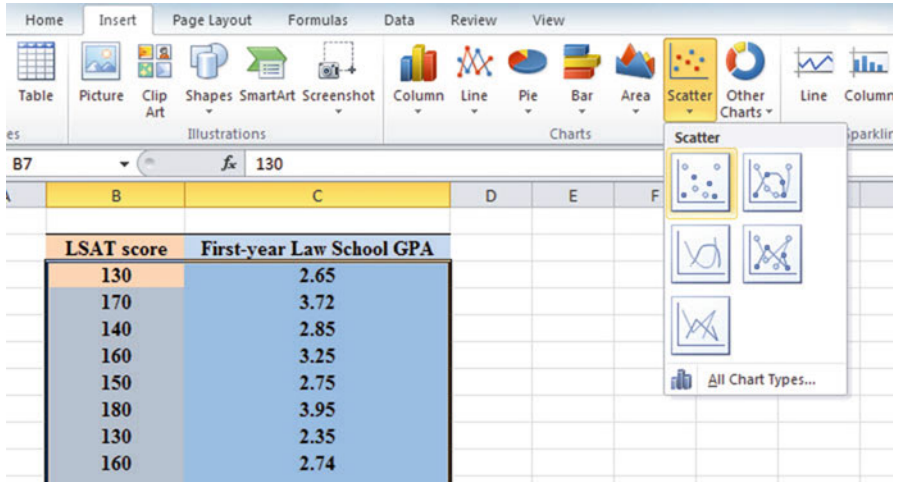 Home Insert Page Layout Formulas Data Review View
Table Picture Clip Art Shapes SmartArt Screenshot Column Line Pie Bar Area Scatter Other Charts Line Column
es Illustrations Charts Sparklin
B7 fx 130
Scatter
B C D E F
LSAT score First-year Law School GPA
130 2.65
170 3.72
140 2.85
160 3.25
150 2.75
180 3.95
130 2.35
160 2.74
All Chart Types...